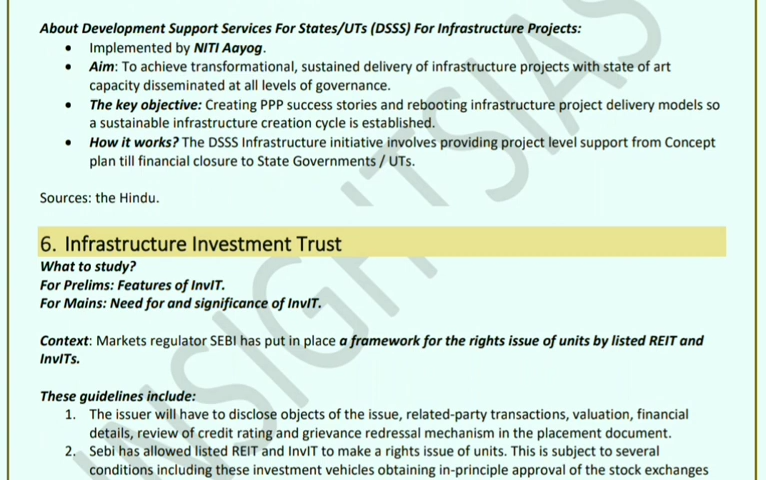 About Development Support Services For States/UTs (DSSS) For Infrastructure Projects:
• Implemented by NITI Aayog.
• Aim: To achieve transformational, sustained delivery of infrastructure projects with state of art
capacity disseminated at all levels of governance.
• The key objective: Creating PPP success stories and rebooting infrastructure project delivery models so
a sustainable infrastructure creation cycle is established.
• How it works? The DSSS Infrastructure initiative involves providing project level support from Concept
plan till financial closure to State Governments / UTs.
Sources: the Hindu.
6. Infrastructure Investment Trust
What to study?
For Prelims: Features of InvIT.
For Mains: Need for and significance of InvIT.
Context: Markets regulator SEBI has put in place a framework for the rights issue of units by listed REIT and
InvITs.
These guidelines include:
1. The issuer will have to disclose objects of the issue, related-party transactions, valuation, financial
details, review of credit rating and grievance redressal mechanism in the placement document.
2. Sebi has allowed listed REIT and InvIT to make a rights issue of units. This is subject to several
conditions including these investment vehicles obtaining in-principle approval of the stock exchanges
INSIGHTSIAS